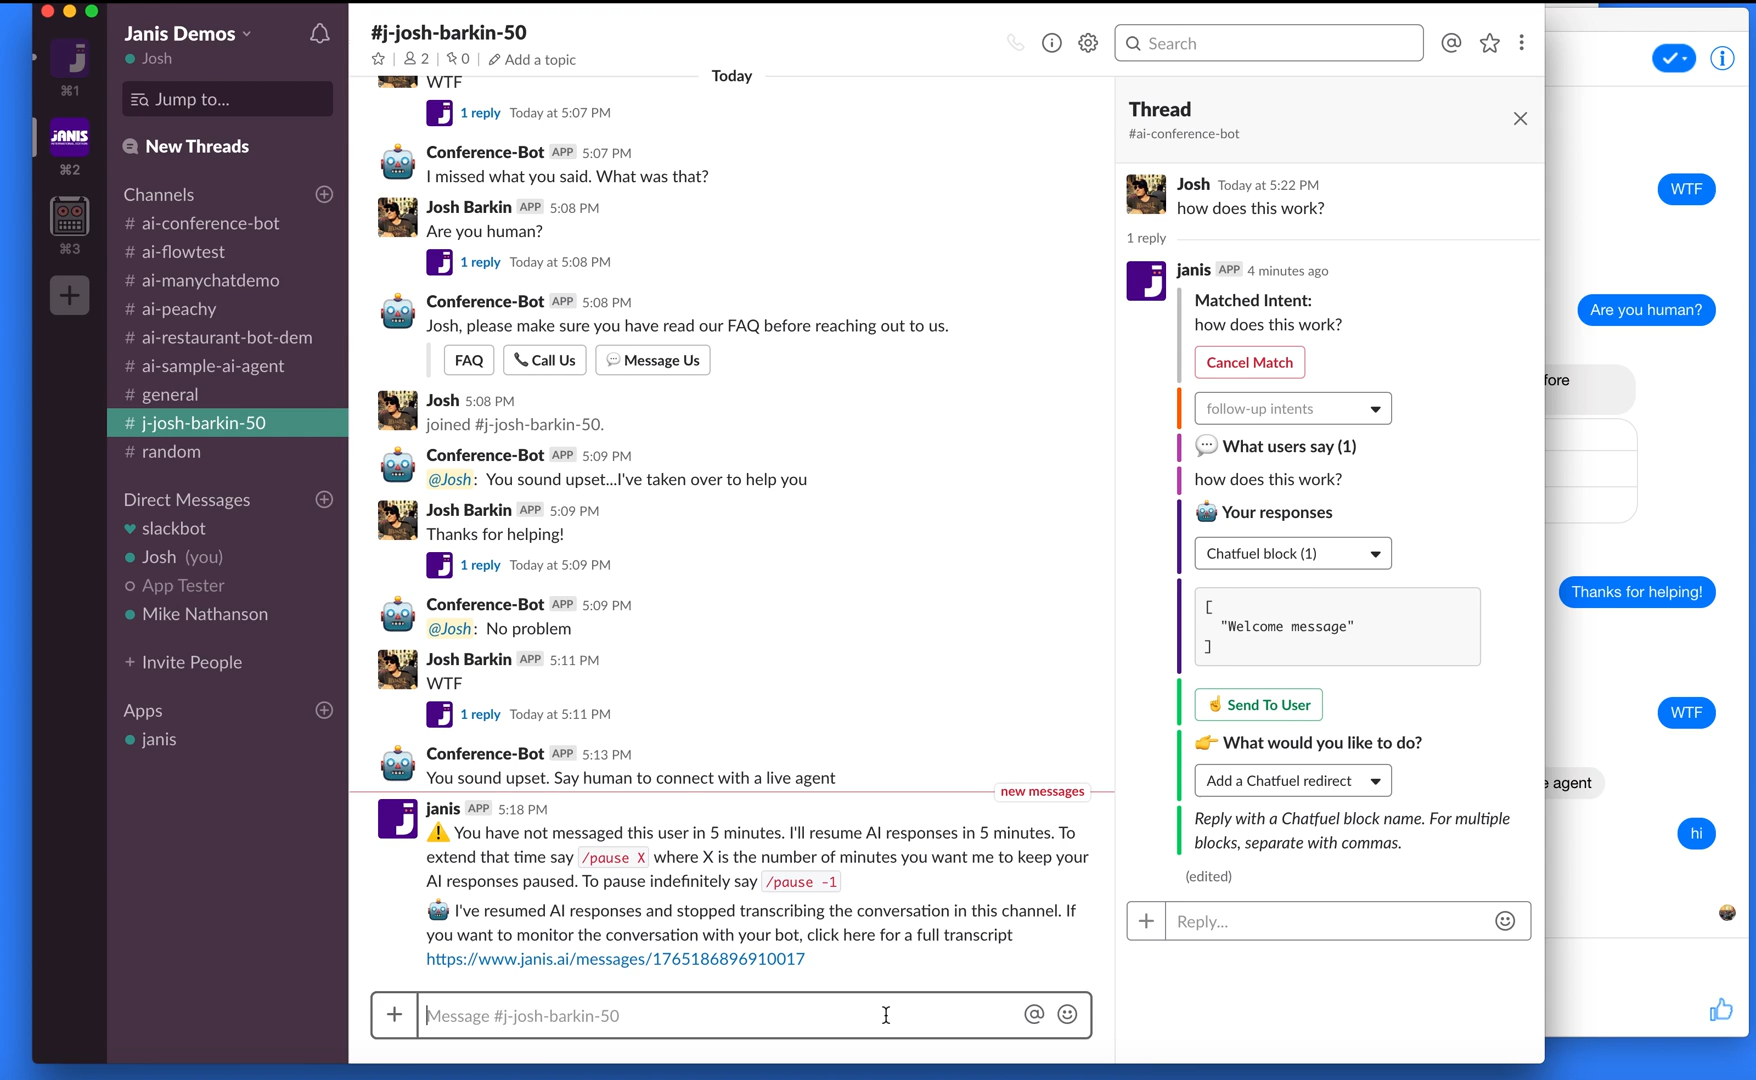 Janis Demos
Josh
Jump to...
⌘1
JANIS
⌘2
⌘3
New Threads
Channels
# ai-conference-bot
# ai-flowtest
# ai-manychatdemo
# ai-peachy
# ai-restaurant-bot-dem
# ai-sample-ai-agent
# general
# j-josh-barkin-50
# random
Direct Messages
slackbot
Josh (you)
App Tester
Mike Nathanson
+ Invite People
Apps
janis
#j-josh-barkin-50
2 | 0 | Add a topic
Search
Today
WTF
1 reply Today at 5:07 PM
Conference-Bot APP 5:07 PM
I missed what you said. What was that?
Josh Barkin APP 5:08 PM
Are you human?
1 reply Today at 5:08 PM
Conference-Bot APP 5:08 PM
Josh, please make sure you have read our FAQ before reaching out to us.
FAQ
Call Us
Message Us
Josh 5:08 PM
joined #j-josh-barkin-50.
Conference-Bot APP 5:09 PM
@Josh: You sound upset...I've taken over to help you
Josh Barkin APP 5:09 PM
Thanks for helping!
1 reply Today at 5:09 PM
Conference-Bot APP 5:09 PM
@Josh: No problem
Josh Barkin APP 5:11 PM
WTF
1 reply Today at 5:11 PM
Conference-Bot APP 5:13 PM
You sound upset. Say human to connect with a live agent
new messages
janis APP 5:18 PM
You have not messaged this user in 5 minutes. I'll resume AI responses in 5 minutes. To
extend that time say /pause X where X is the number of minutes you want me to keep your
AI responses paused. To pause indefinitely say /pause -1
I've resumed AI responses and stopped transcribing the conversation in this channel. If
you want to monitor the conversation with your bot, click here for a full transcript
https://www.janis.ai/messages/1765186896910017
Message #j-josh-barkin-50
Thread
#ai-conference-bot
Josh Today at 5:22 PM
how does this work?
1 reply
janis APP 4 minutes ago
Matched Intent:
how does this work?
Cancel Match
follow-up intents
What users say (1)
how does this work?
Your responses
Chatfuel block (1)
[
"Welcome message"
]
Send To User
What would you like to do?
Add a Chatfuel redirect
Reply with a Chatfuel block name. For multiple
blocks, separate with commas.
(edited)
Reply...
WTF
Are you human?
fore
Thanks for helping!
WTF
e agent
hi